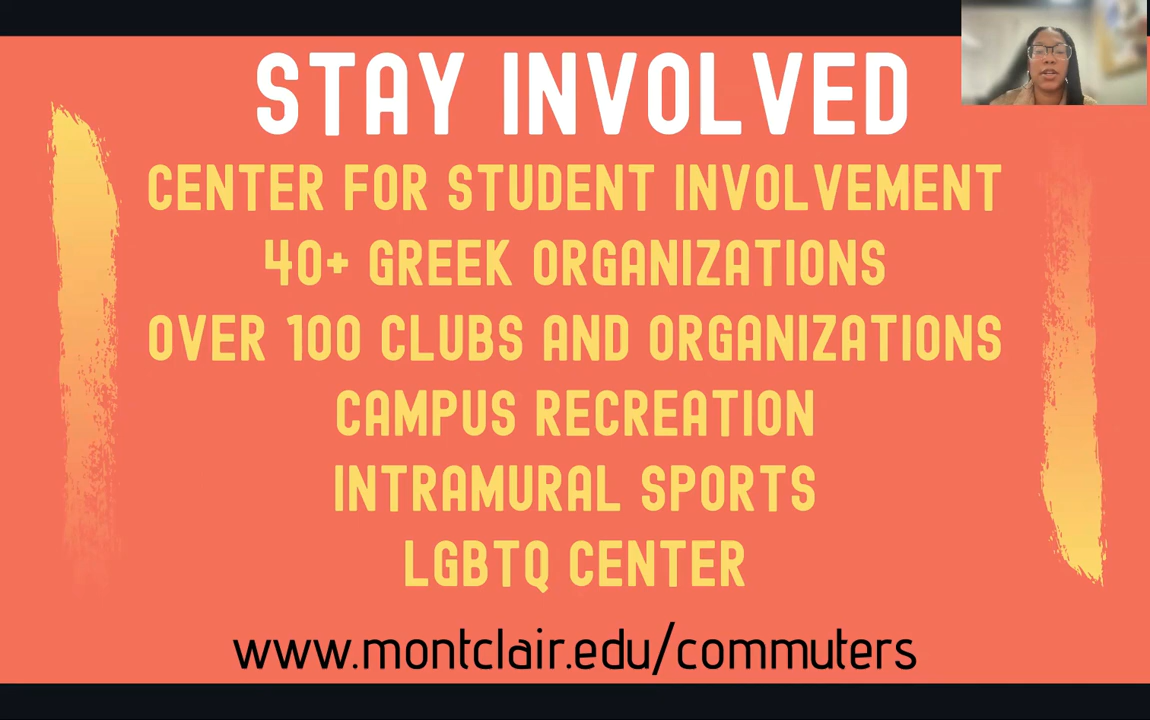 STAY INVOLVED
CENTER FOR STUDENT INVOLVEMENT
40+ GREEK ORGANIZATIONS
OVER 100 CLUBS AND ORGANIZATIONS
CAMPUS RECREATION
INTRAMURAL SPORTS
LGBTQ CENTER
www.montclair.edu/commuters